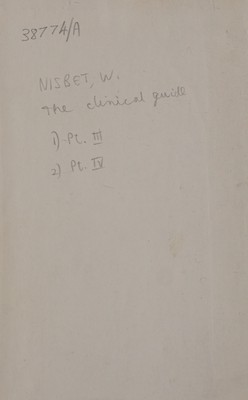 38774/A
NISBET, W.
The clinical guide
1) Pt. III
2) Pt. IV